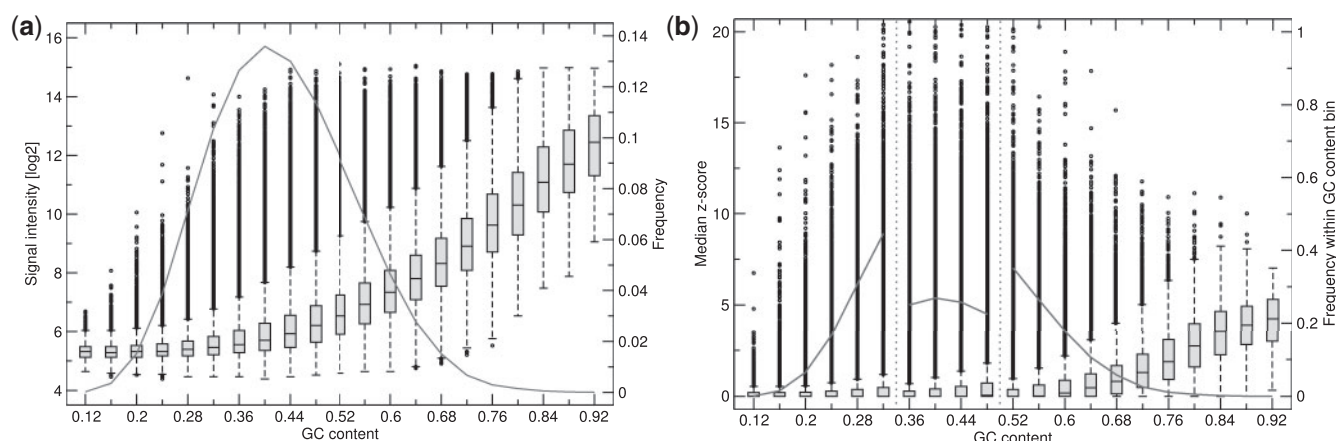 (a)
Signal intensity [log2]
16
14
12
10
8
6
4
0.12 0.2 0.28 0.36 0.44 0.52 0.6 0.68 0.76 0.84 0.92
GC content
0.14
0.12
0.1
0.08
0.06
0.04
0.02
0
Frequency
(b)
Median z-score
20
15
10
5
0
0.12 0.2 0.28 0.36 0.44 0.52 0.6 0.68 0.76 0.84 0.92
GC content
1
0.8
0.6
0.4
0.2
0
Frequency within GC content bin